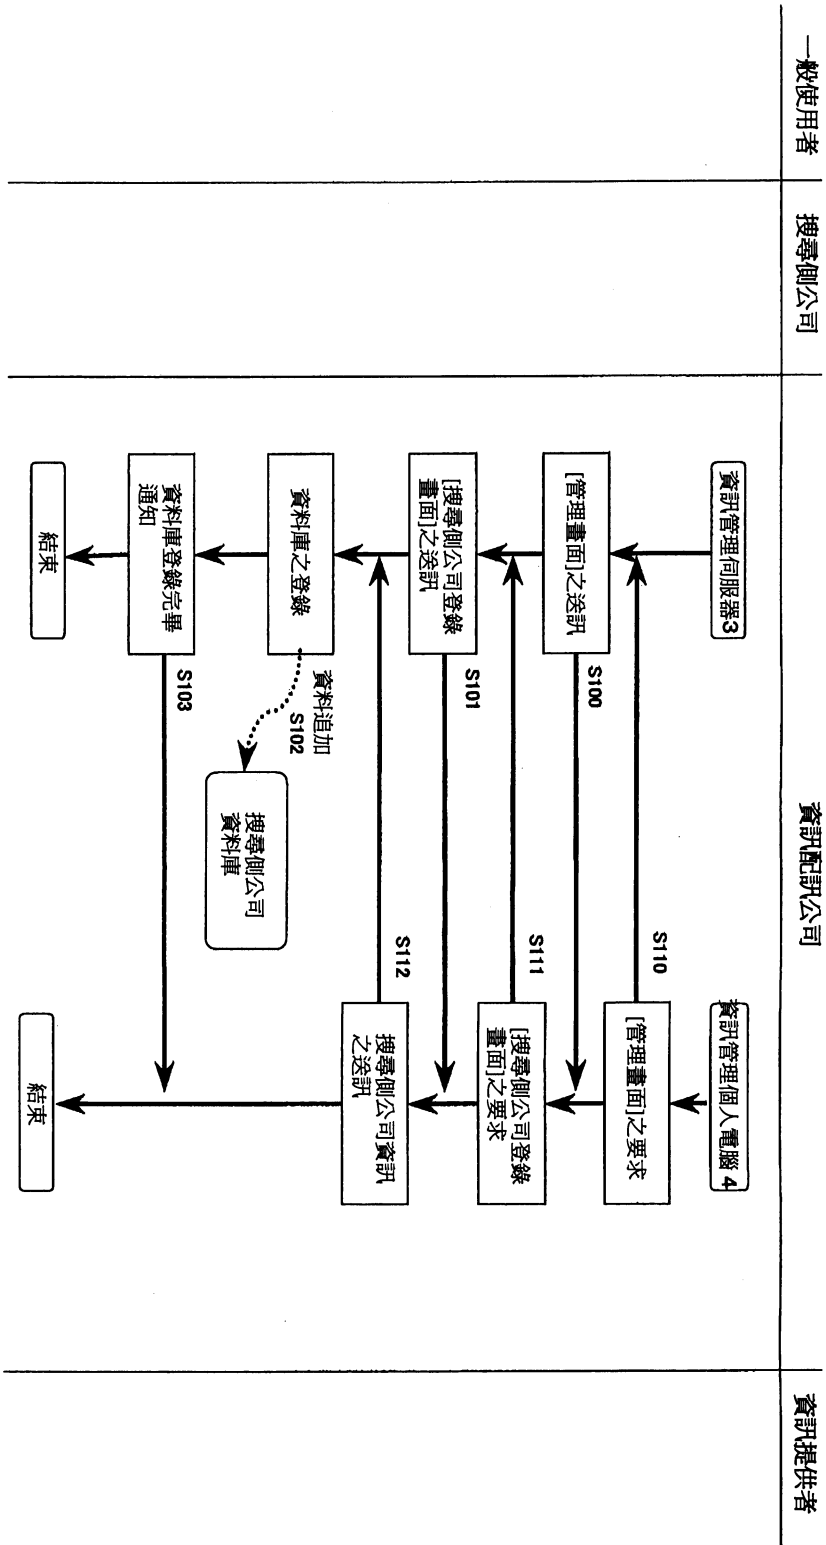 一般使用者
搜尋側公司
資訊配訊公司
資訊提供者
資訊管理伺服器3
資訊管理個人電腦 4
S110
[管理畫面]之要求
[管理畫面]之送訊
S100
S111
[搜尋側公司登錄
畫面]之要求
[搜尋側公司登錄
畫面]之送訊
S101
S112
搜尋側公司資訊
之送訊
資料庫之登錄
資料追加
S102
搜尋側公司
資料庫
資料庫登錄完畢
通知
S103
結束
結束